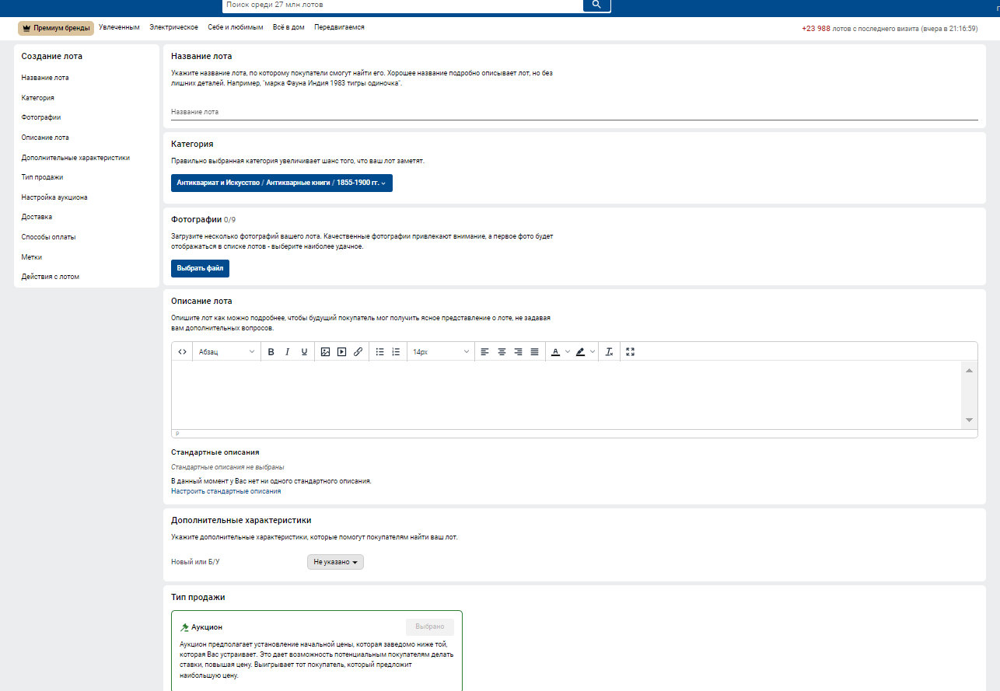 Поиск среди 27 млн лотов
Премиум бренды Увлеченным Электрическое Себе и любимым Всё в дом Передвигаемся
+23 988 лотов с последнего визита (вчера в 21:16:59)
Создание лота
Название лота
Категория
Фотографии
Описание лота
Дополнительные характеристики
Тип продажи
Настройка аукциона
Доставка
Способы оплаты
Метки
Действия с лотом
Название лота
Укажите название лота, по которому покупатели смогут найти его. Хорошее название подробно описывает лот, но без
лишних деталей. Например, "марка Фауна Индия 1983 тигры одиночка".
Название лота
Категория
Правильно выбранная категория увеличивает шанс того, что ваш лот заметят.
Антиквариат и Искусство / Антикварные книги / 1855-1900 гг.
Фотографии 0/9
Загрузите несколько фотографий вашего лота. Качественные фотографии привлекают внимание, а первое фото будет
отображаться в списке лотов - выберите наиболее удачное.
Выбрать файл
Описание лота
Опишите лот как можно подробнее, чтобы будущий покупатель мог получить ясное представление о лоте, не задавая
вам дополнительных вопросов.
Абзац B I U 14px A
P
Стандартные описания
Стандартные описания не выбраны
В данный момент у Вас нет ни одного стандартного описания.
Настроить стандартные описания
Дополнительные характеристики
Укажите дополнительные характеристики, которые помогут покупателям найти ваш лот.
Новый или Б/У Не указано
Тип продажи
Аукцион Выбрано
Аукцион предполагает установление начальной цены, которая заведомо ниже той,
которая Вас устраивает. Это дает возможность потенциальным покупателям делать
ставки, повышая цену. Выигрывает тот покупатель, который предложит
наибольшую цену.